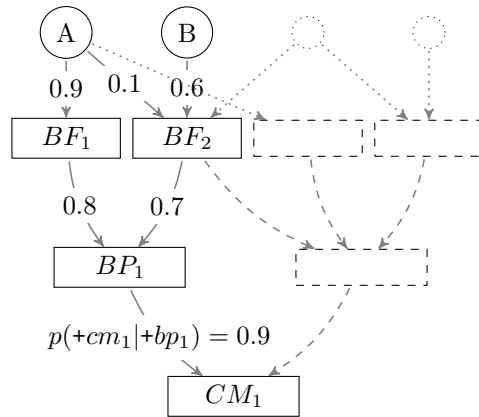 A B
0.9 0.1 0.6
BF₁ BF₂
0.8 0.7
BP₁
p(+cm₁|+bp₁) = 0.9
CM₁